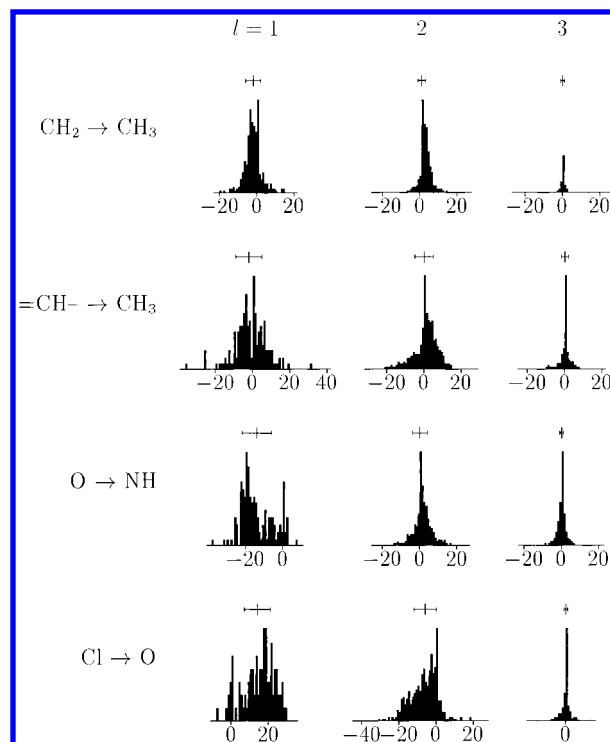 l = 1 2 3
CH₂ → CH₃
−20 0 20 −20 0 20 0 20
=CH− → CH₃
−20 0 20 40 −20 0 20 −20 0 20
O → NH
−20 0 −20 0 20 −20 0 20
Cl → O
0 20 −40 −20 0 20 0